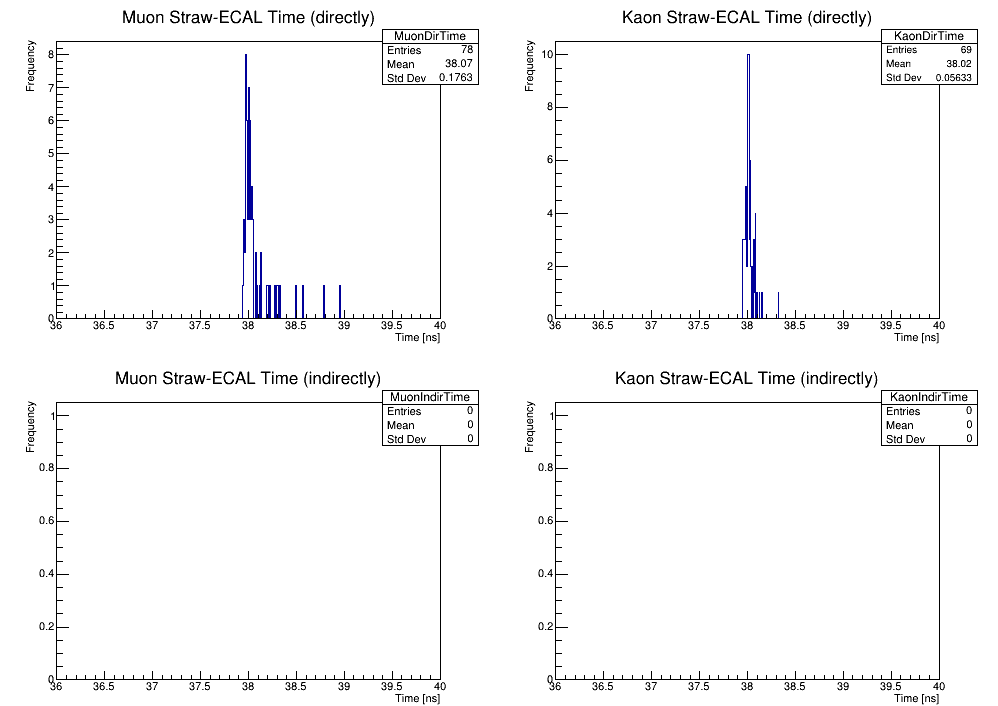 Muon Straw-ECAL Time (directly)
Frequency
MuonDirTime
Entries 78
Mean 38.07
Std Dev 0.1763
8
7
6
5
4
3
2
1
0
36 36.5 37 37.5 38 38.5 39 39.5 40
Time [ns]
Kaon Straw-ECAL Time (directly)
Frequency
KaonDirTime
Entries 69
Mean 38.02
Std Dev 0.05633
10
8
6
4
2
0
36 36.5 37 37.5 38 38.5 39 39.5 40
Time [ns]
Muon Straw-ECAL Time (indirectly)
Frequency
MuonIndirTime
Entries 0
Mean 0
Std Dev 0
1
0.8
0.6
0.4
0.2
0
36 36.5 37 37.5 38 38.5 39 39.5 40
Time [ns]
Kaon Straw-ECAL Time (indirectly)
Frequency
KaonIndirTime
Entries 0
Mean 0
Std Dev 0
1
0.8
0.6
0.4
0.2
0
36 36.5 37 37.5 38 38.5 39 39.5 40
Time [ns]